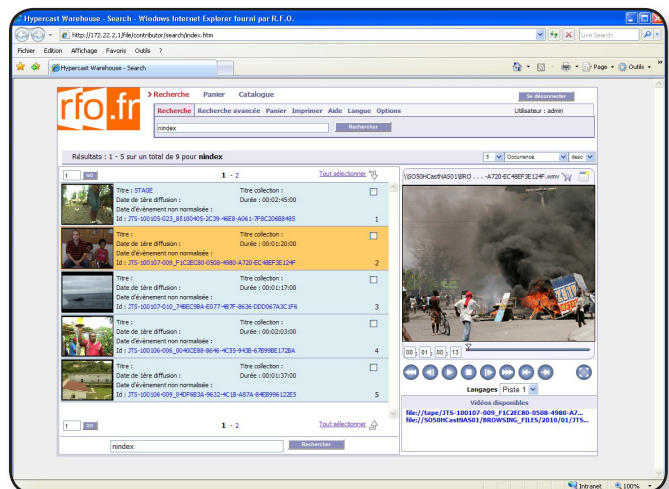 Hypercast Warehouse - Search - Windows Internet Explorer fourni par R.F.O.
http://172.22.2.1/file/contributor/search/index.htm
Live Search
Fichier Edition Affichage Favoris Outils ?
Hypercast Warehouse - Search
Page Outils
rfo.fr
Recherche Panier Catalogue
Se déconnecter
Recherche Recherche avancée Panier Imprimer Aide Langue Options
Utilisateur : admin
nindex Rechercher
Résultats : 1 - 5 sur un total de 9 pour nindex
5 Occurrence desc
1 GO 1 - 2 Tout sélectionner
\\SO50HCastNAS01\BRO . . . -A720-EC48EF3E124F.wmv
Titre : STAGE Titre collection :
Date de 1ère diffusion : Durée : 00:02:45:00
Date d'évènement non normalisée :
Id : JTS-100105-023_85100405-2C39-46E8-A061-7F8C206B8485 1
Titre : Titre collection :
Date de 1ère diffusion : Durée : 00:01:20:00
Date d'évènement non normalisée :
Id : JTS-100107-009_F1C2EC80-0508-4980-A720-EC48EF3E124F 2
Titre : Titre collection :
Date de 1ère diffusion : Durée : 00:01:17:00
Date d'évènement non normalisée :
Id : JTS-100107-010_74BEC9BA-E077-4B7F-8636-DDD067A3C1F6 3
Titre : Titre collection :
Date de 1ère diffusion : Durée : 00:02:03:00
Date d'évènement non normalisée :
Id : JTS-100106-006_0040CE88-8646-4C55-943B-67B99BE172BA 4
Titre : Titre collection :
Date de 1ère diffusion : Durée : 00:01:37:00
Date d'évènement non normalisée :
Id : JTS-100106-009_04DF6B3A-9632-4C1B-A87A-84EB996122E5 5
00 : 01 : 00 : 13
Langages Piste 1
Vidéos disponibles
file://tape/JTS-100107-009_F1C2EC80-0508-4980-A7...
file://SO50HCastNAS01/BROWSING_FILES/2010/01/JTS...
1 GO 1 - 2 Tout sélectionner
nindex Rechercher
Intranet 100%